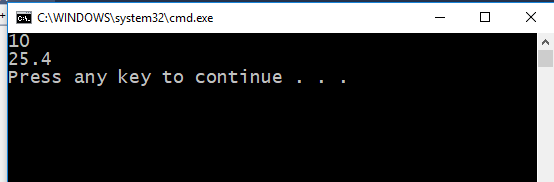 C:\WINDOWS\system32\cmd.exe
10
25.4
Press any key to continue . . .